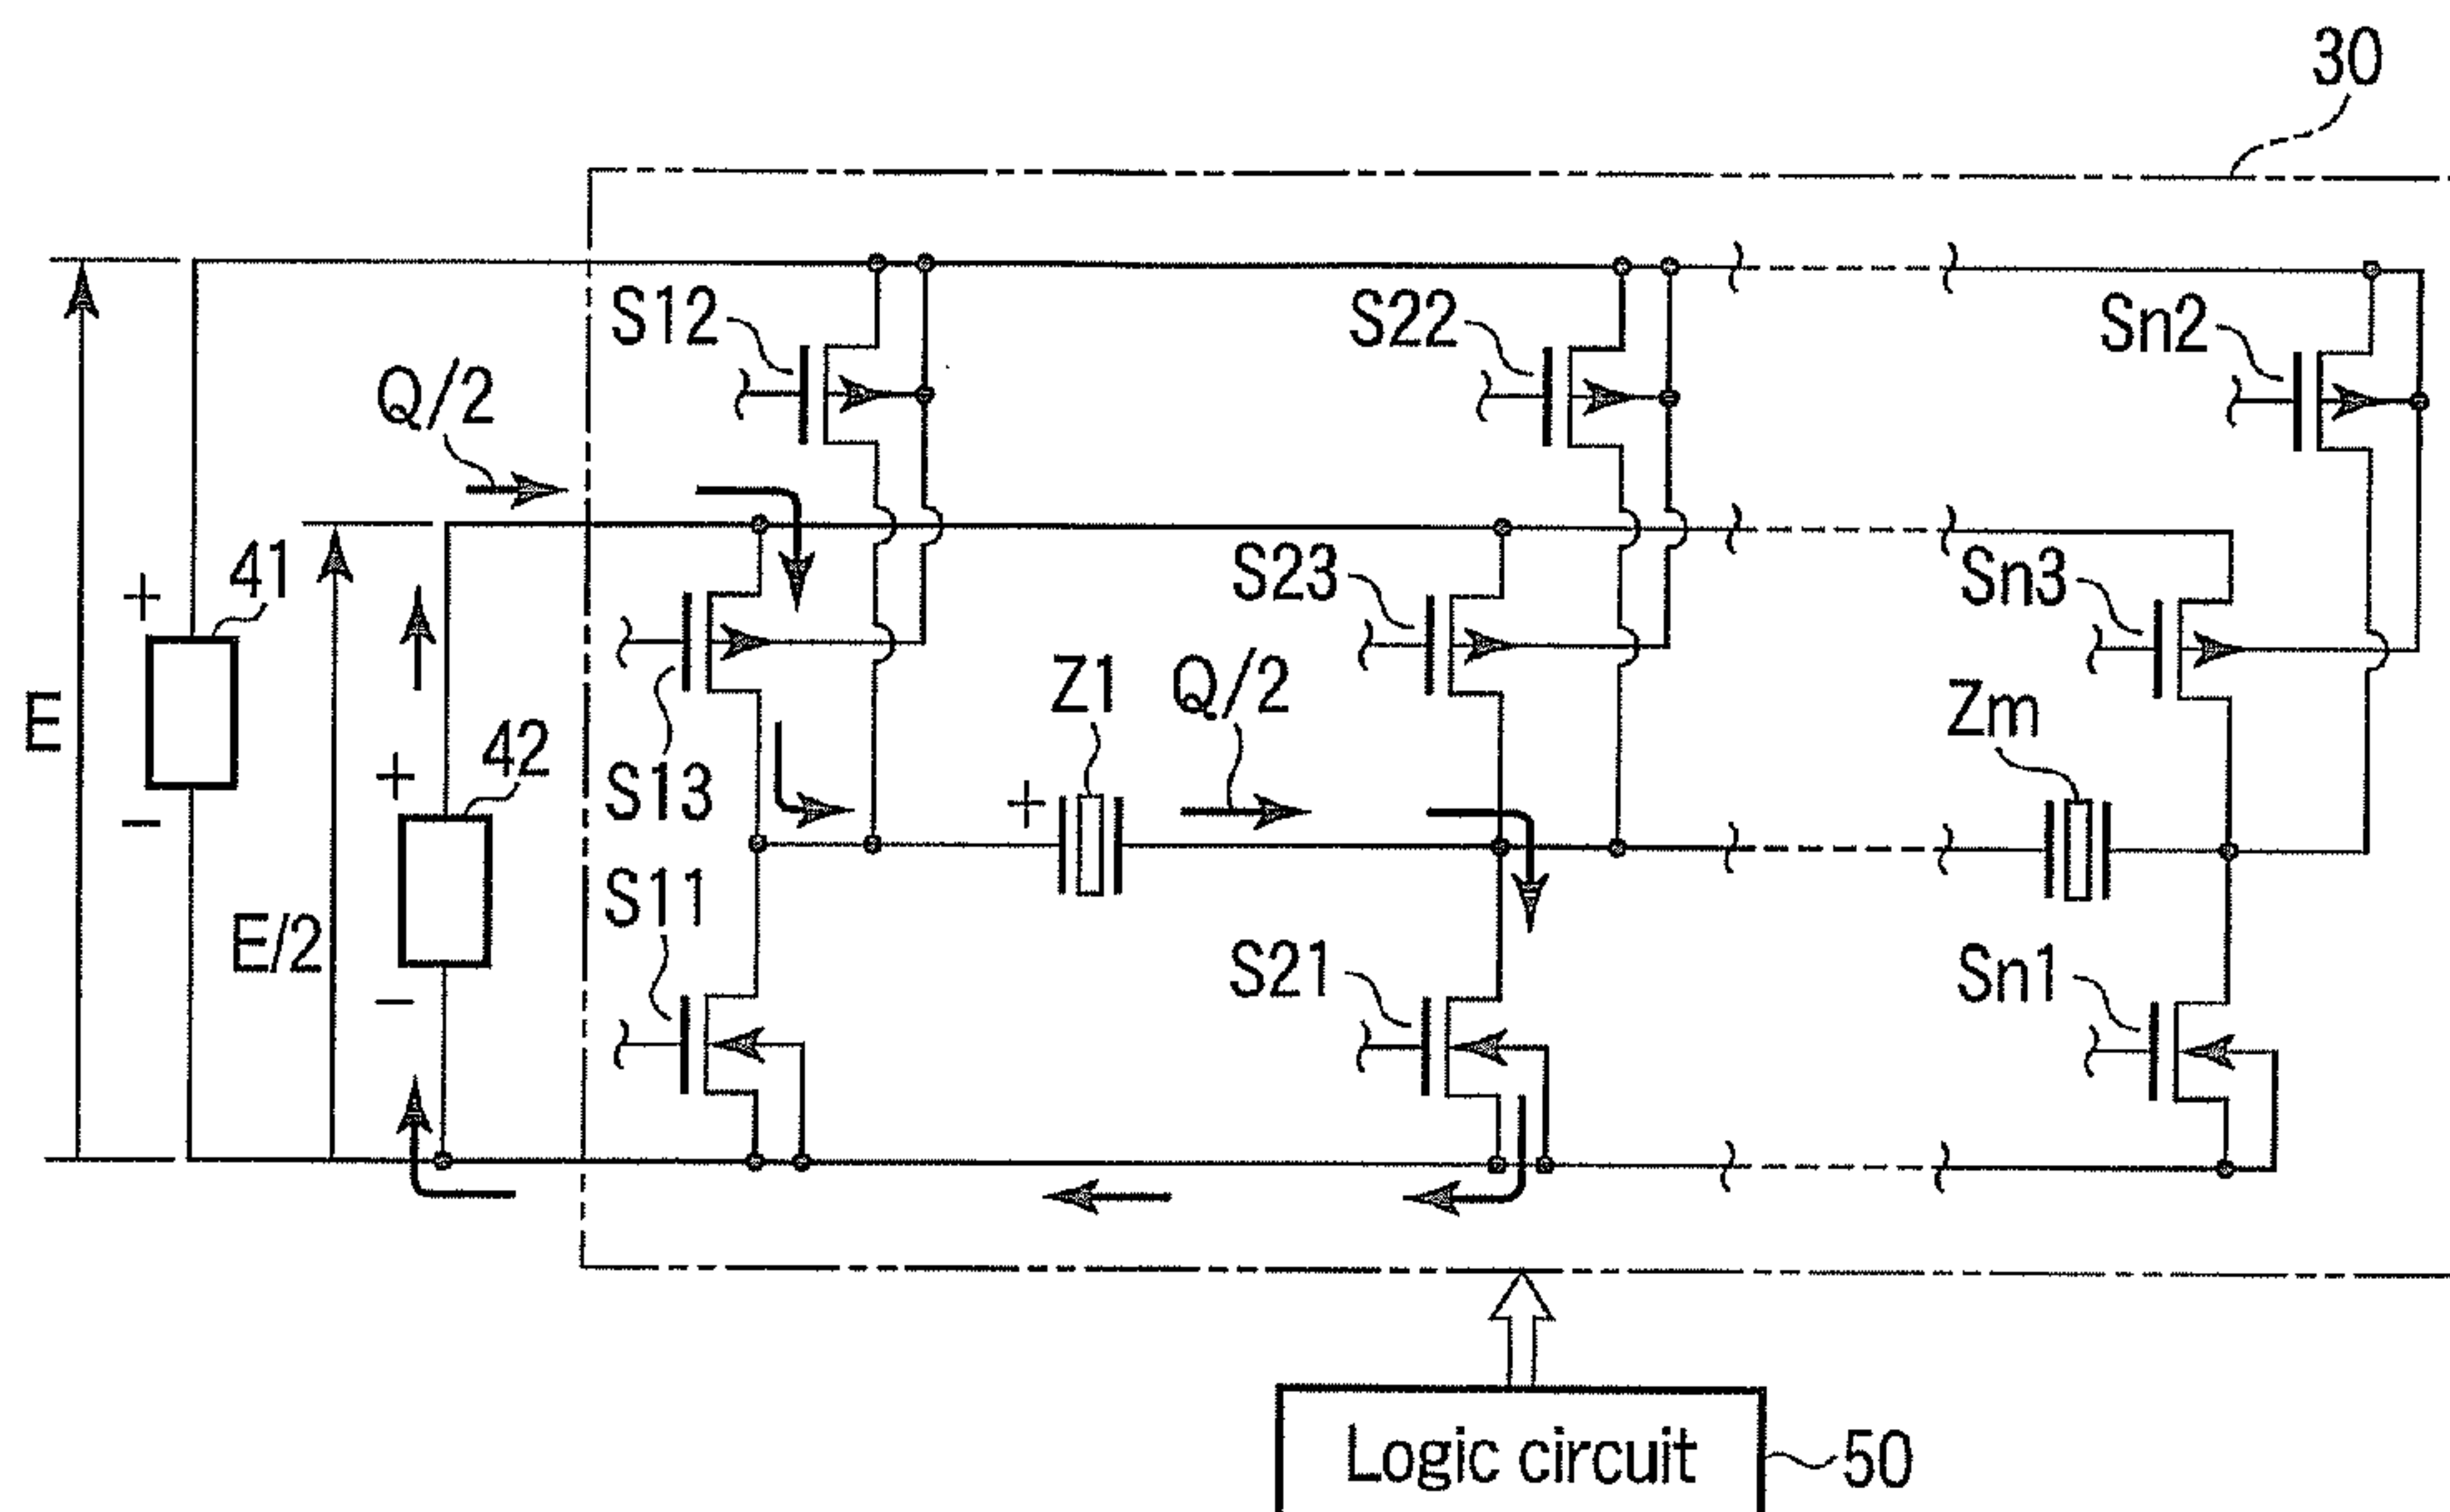 30
S12
S22
Sn2
Q/2
41
+
S23
Sn3
E
Z1
Q/2
Zm
+
42
S13
+
−
S11
E/2
S21
Sn1
−
Logic circuit
50